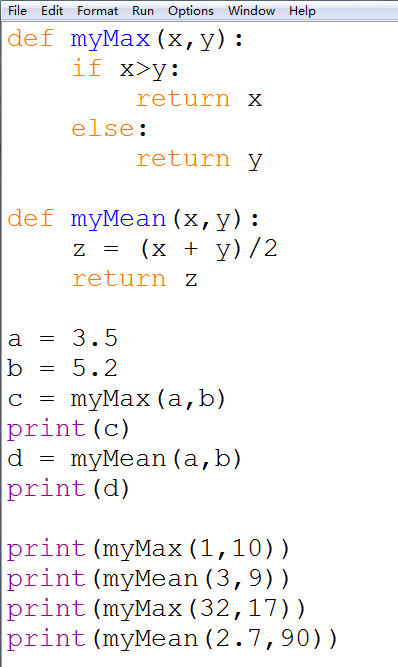 File Edit Format Run Options Window Help
def myMax(x,y):
    if x>y:
        return x
    else:
        return y

def myMean(x,y):
    z = (x + y)/2
    return z

a = 3.5
b = 5.2
c = myMax(a,b)
print(c)
d = myMean(a,b)
print(d)

print(myMax(1,10))
print(myMean(3,9))
print(myMax(32,17))
print(myMean(2.7,90))